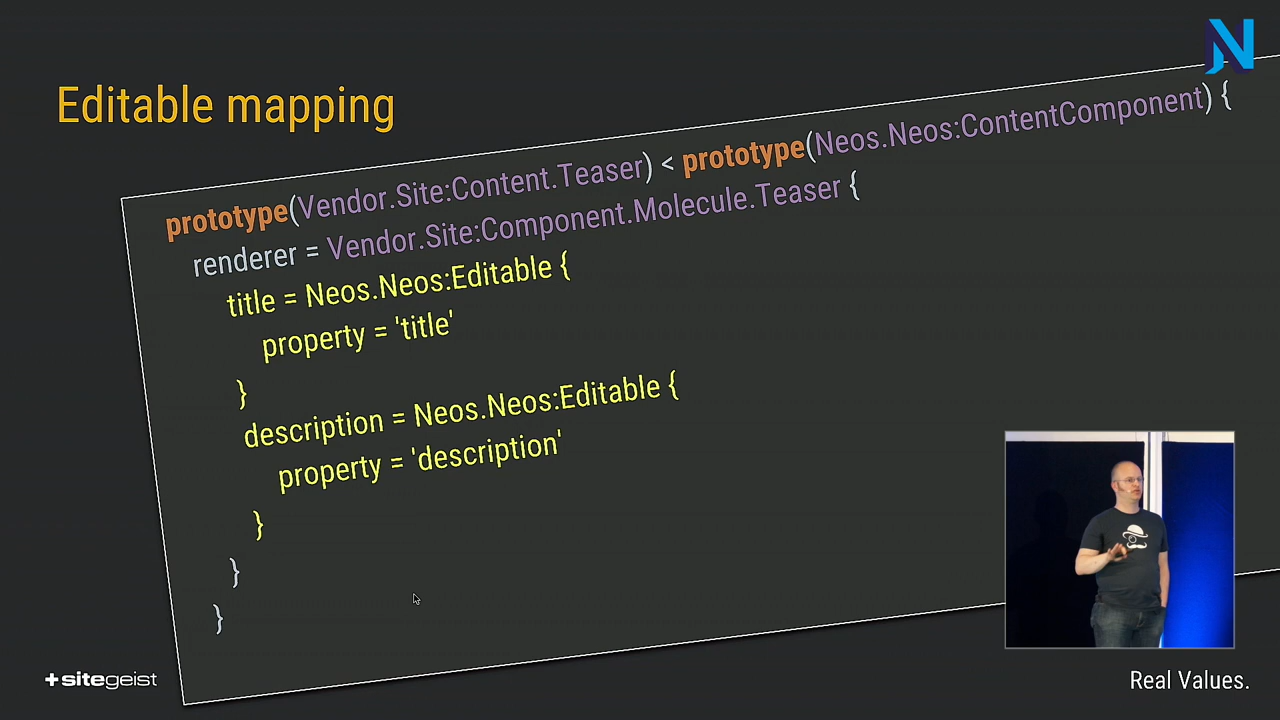 Editable mapping
prototype(Vendor.Site:Content.Teaser) < prototype(Neos.Neos:ContentComponent) {
renderer = Vendor.Site:Component.Molecule.Teaser {
title = Neos.Neos:Editable {
property = 'title'
}
description = Neos.Neos:Editable {
property = 'description'
}
}
}
+sitegeist
Real Values.